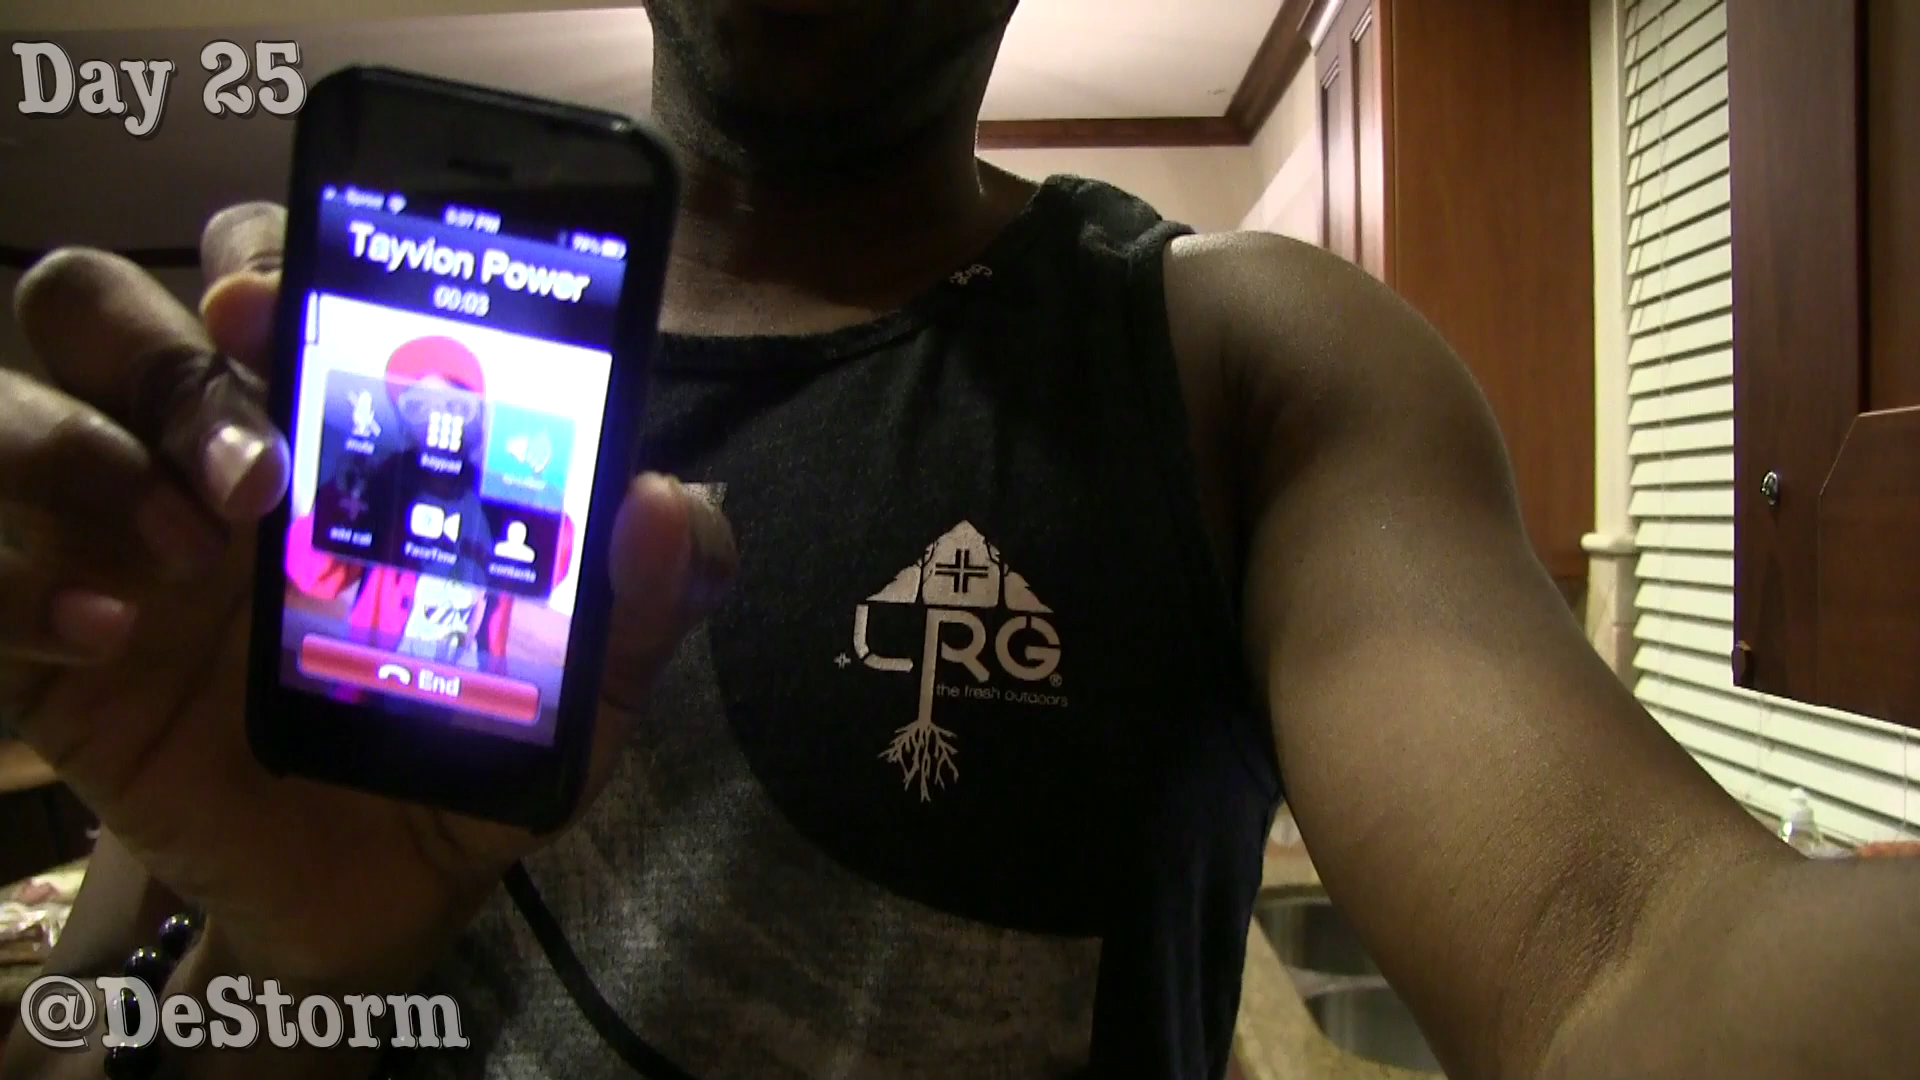 Day 25
Tayvion Power
00:03
mute
keypad
speaker
add call
FaceTime
contacts
End
LRG®
the fresh outdoors
@DeStorm